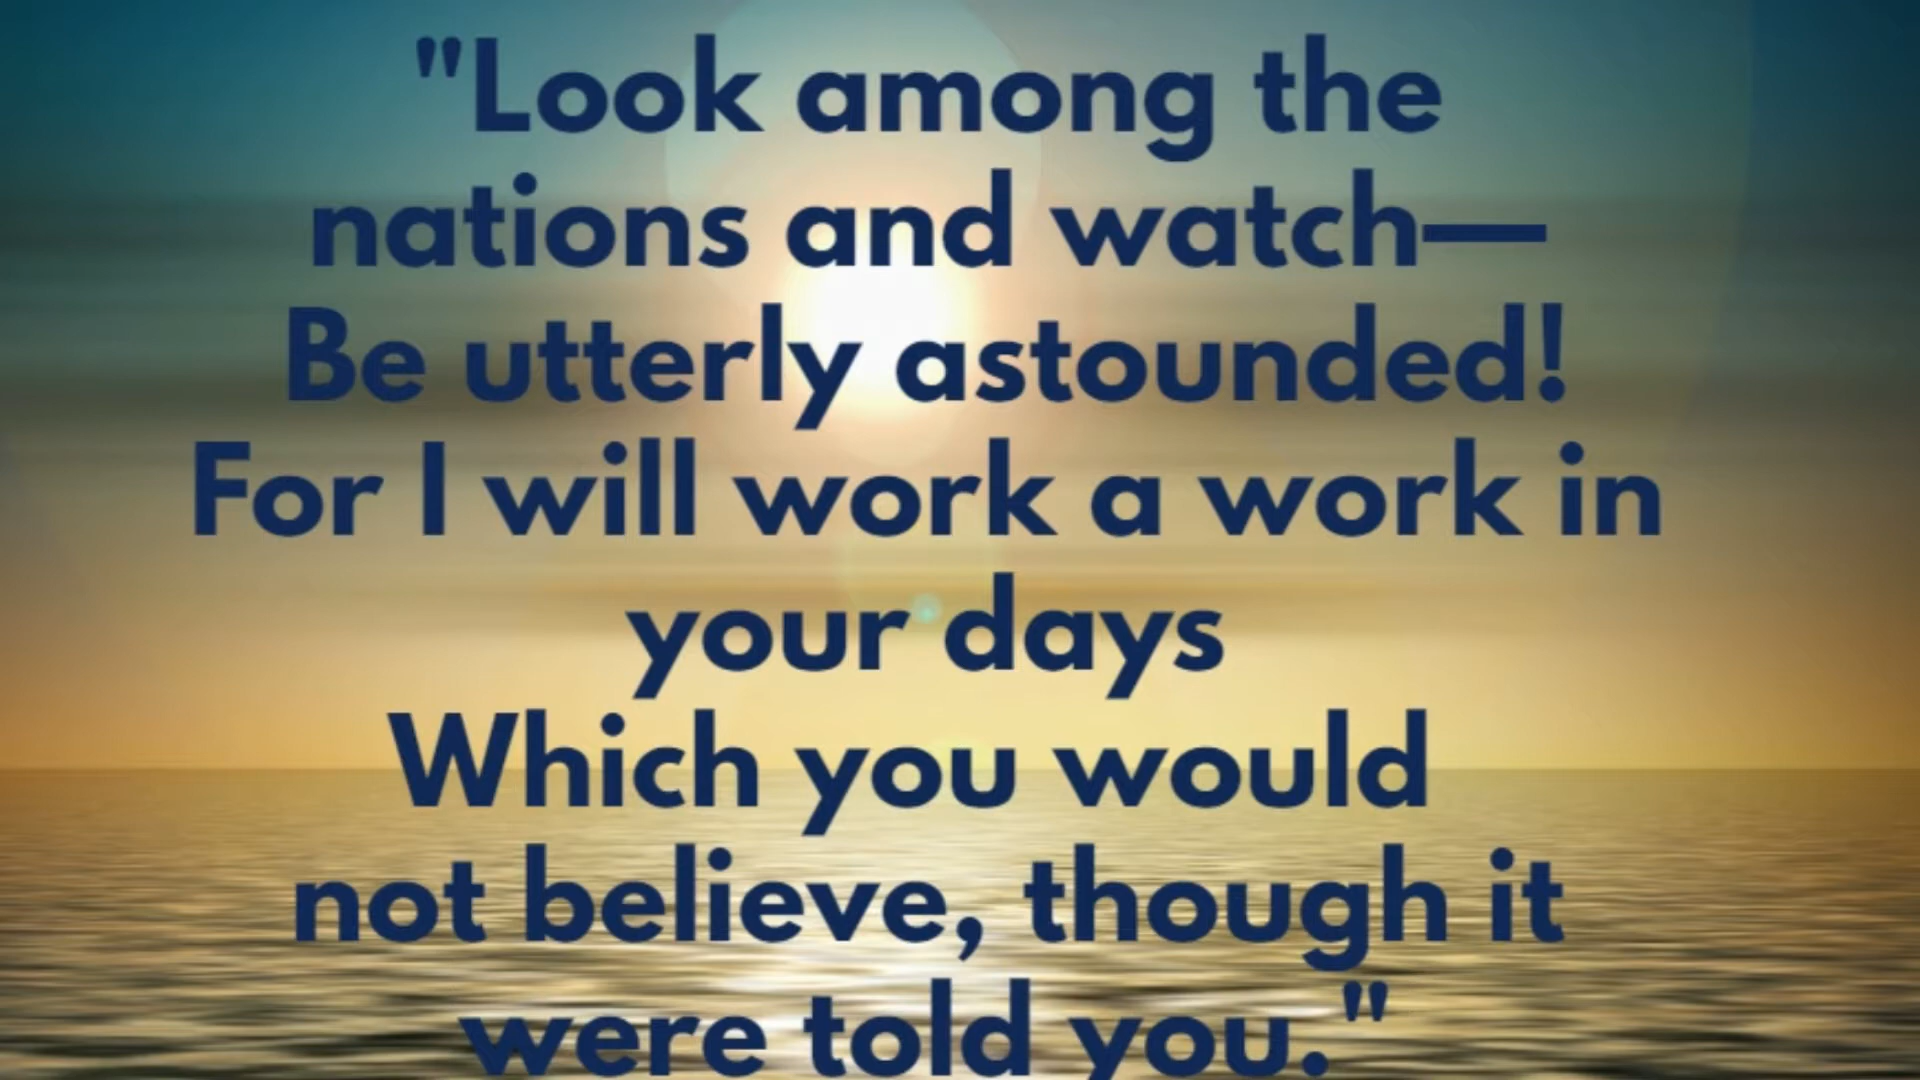 "Look among the
nations and watch—
Be utterly astounded!
For I will work a work in
your days
Which you would
not believe, though it
were told you."